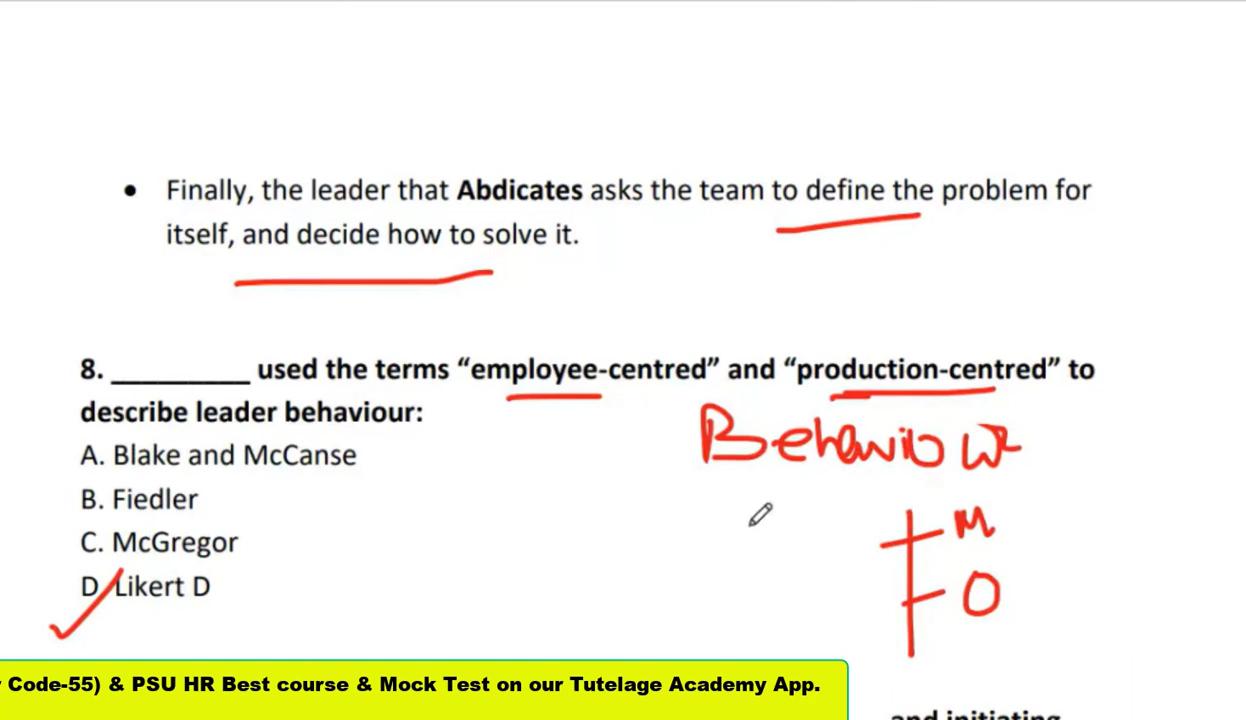 • Finally, the leader that Abdicates asks the team to define the problem for
itself, and decide how to solve it.
8. __________ used the terms “employee-centred” and “production-centred” to
describe leader behaviour:
Behaviour
A. Blake and McCanse
B. Fiedler
M
C. McGregor
O
D. Likert D
Code-55) & PSU HR Best course & Mock Test on our Tutelage Academy App.
and initiating